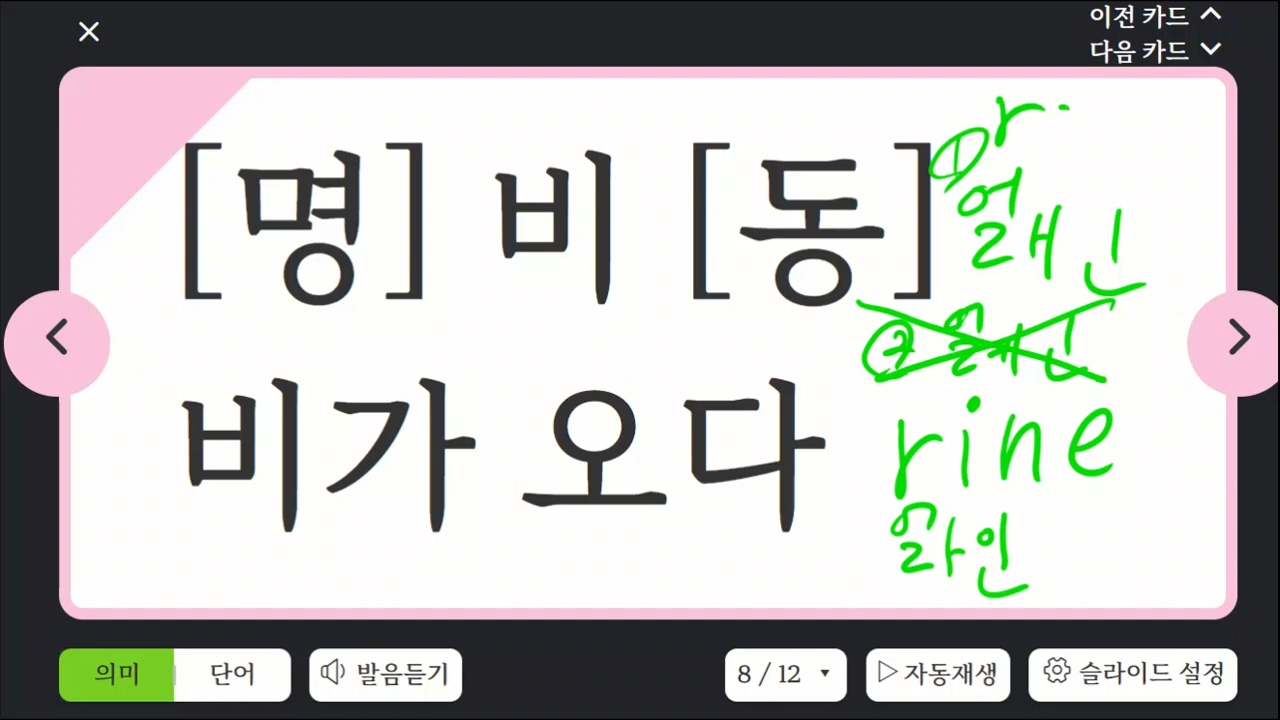 이전 카드
다음 카드
[명] 비 [동]
비가 오다
r.
①
얼래인
rine
라인
의미
단어
발음듣기
8 / 12
자동재생
슬라이드 설정